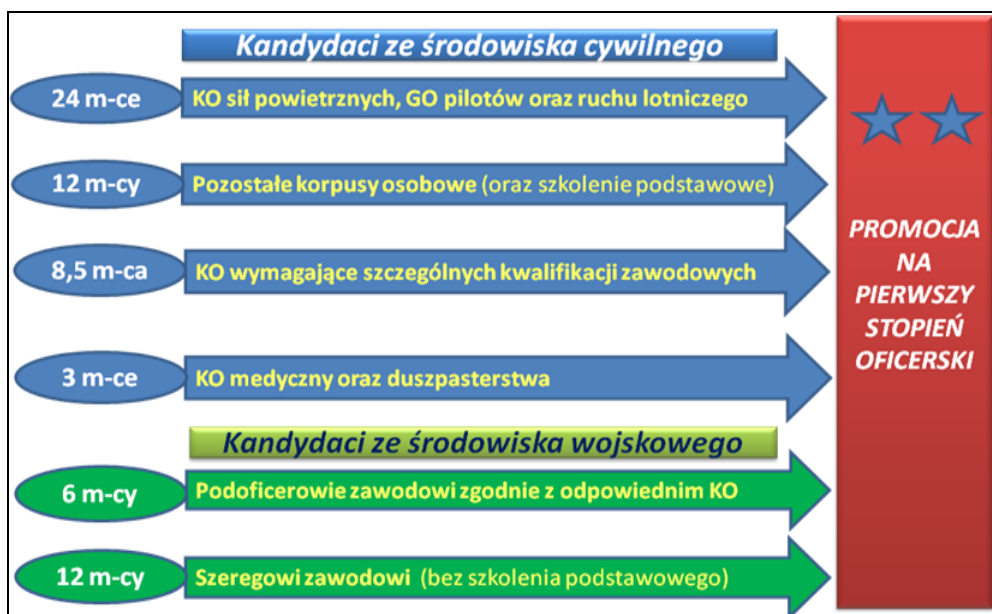 Kandydaci ze środowiska cywilnego
24 m-ce
KO sił powietrznych, GO pilotów oraz ruchu lotniczego
12 m-cy
Pozostałe korpusy osobowe (oraz szkolenie podstawowe)
8,5 m-ca
KO wymagające szczególnych kwalifikacji zawodowych
3 m-ce
KO medyczny oraz duszpasterstwa
Kandydaci ze środowiska wojskowego
6 m-cy
Podoficerowie zawodowi zgodnie z odpowiednim KO
12 m-cy
Szeregowi zawodowi (bez szkolenia podstawowego)
PROMOCJA
NA
PIERWSZY
STOPIEŃ
OFICERSKI